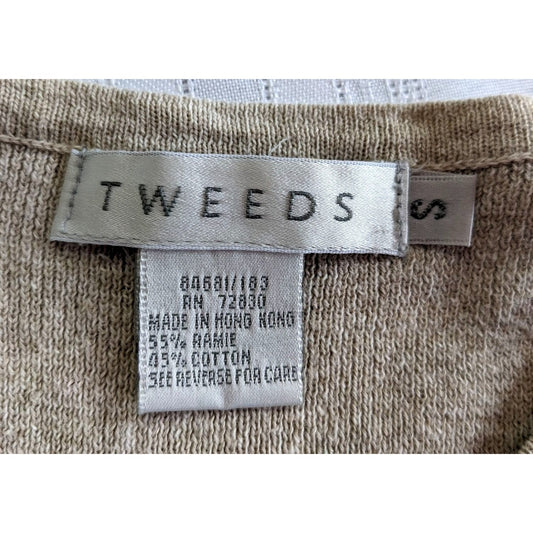 TWEEDS
S
84681/183
RN 72830
MADE IN HONG KONG
55% RAMIE
45% COTTON
SEE REVERSE FOR CARE